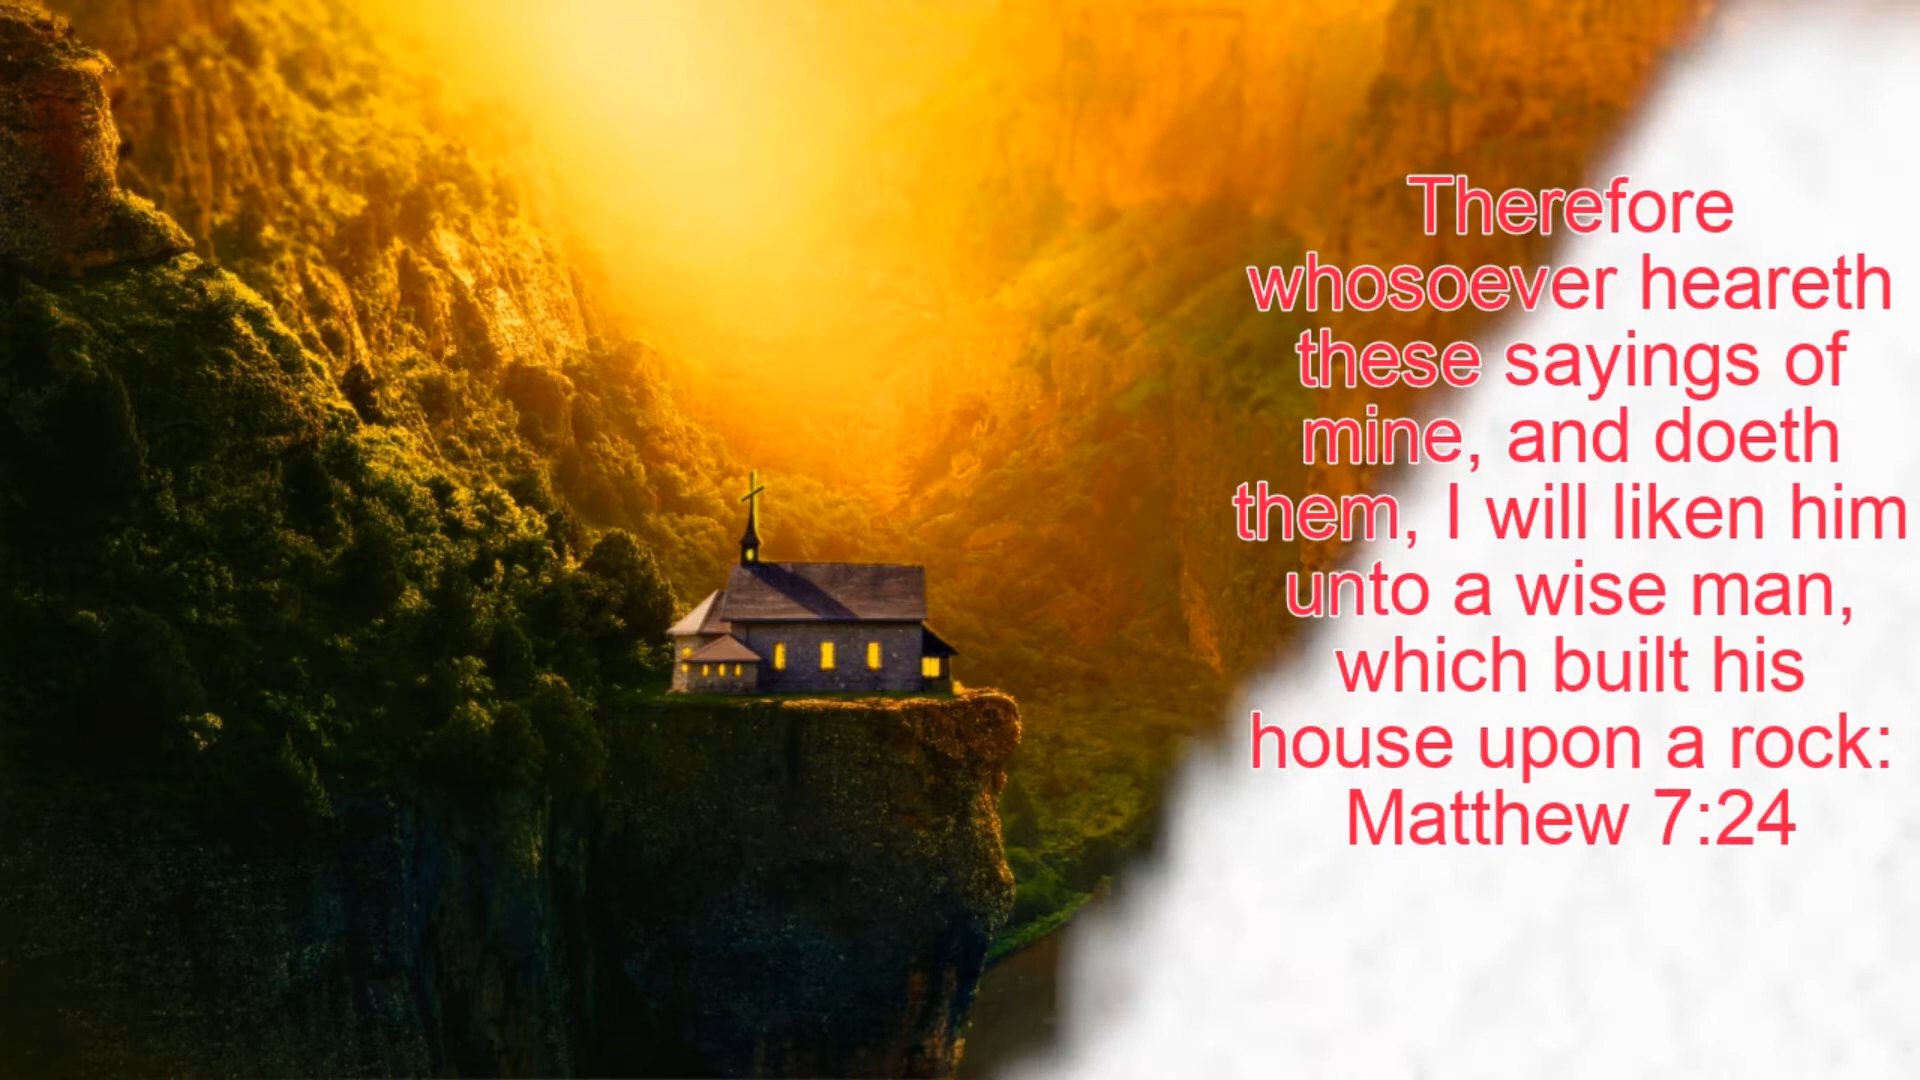 Therefore
whosoever heareth
these sayings of
mine, and doeth
them, I will liken him
unto a wise man,
which built his
house upon a rock:
Matthew 7:24